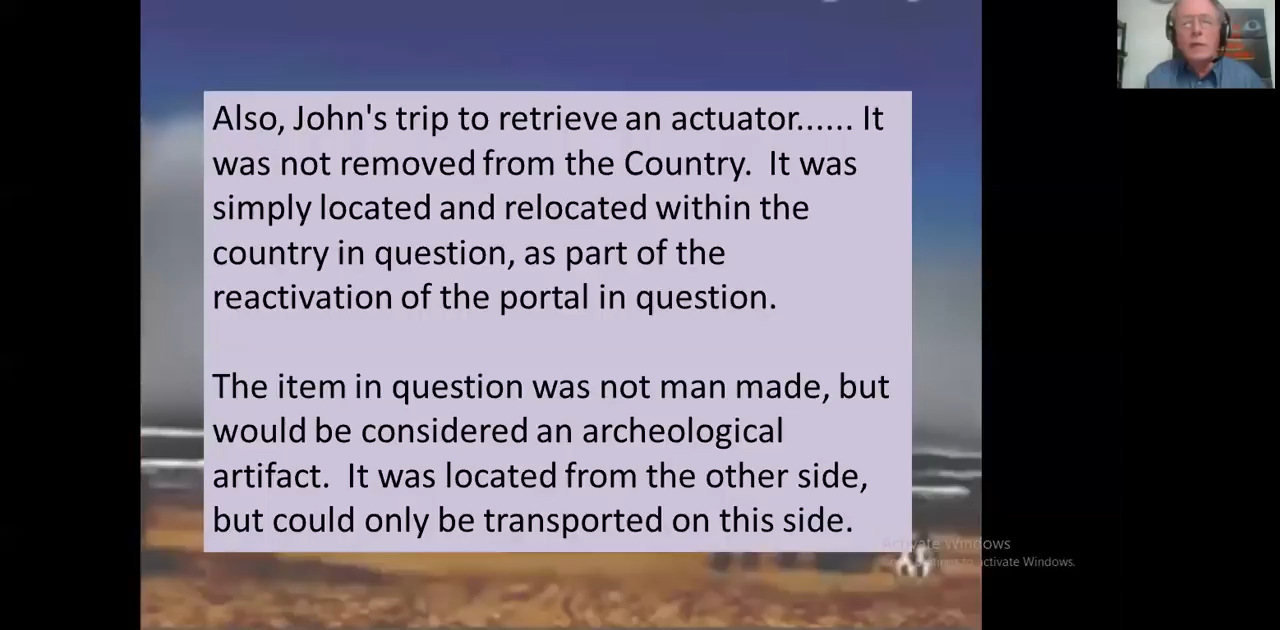 Also, John's trip to retrieve an actuator...... It
was not removed from the Country.  It was
simply located and relocated within the
country in question, as part of the
reactivation of the portal in question.
The item in question was not man made, but
would be considered an archeological
artifact.  It was located from the other side,
but could only be transported on this side.
Activate Windows
to activate Windows.